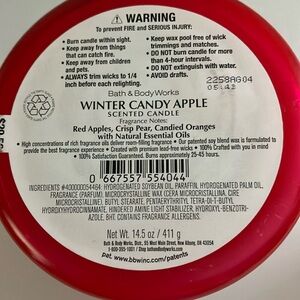 WARNING
To prevent FIRE and SERIOUS INJURY:
• Burn candle within sight.
• Keep away from things
that can catch fire.
• Keep away from children
and pets.
• ALWAYS trim wicks to 1/4
inch before each relighting.
• Keep wax pool free of wick
trimmings and matches.
• DO NOT burn candle for more
than 4-hour intervals.
• DO NOT extinguish with water.
• AVOID drafts.
2258AG04
05:42
Bath & Body Works
WINTER CANDY APPLE
SCENTED CANDLE
Fragrance Notes:
Red Apples, Crisp Pear, Candied Oranges
with Natural Essential Oils
• High concentrations of rich fragrance oils deliver room-filling fragrance • Our patented soy blend wax is formulated to
provide the best fragrance experience • Created with premium lead-free wicks • 100% Crafted with you in mind
• 100% Satisfaction Guaranteed. Burns approximately 25-45 hours.
INGREDIENTS #400000054464: HYDROGENATED SOYBEAN OIL, PARAFFIN, HYDROGENATED PALM OIL,
FRAGRANCE (PARFUM), MICROCRYSTALLINE WAX (CERA MICROCRISTALLINA, CIRE
MICROCRISTALLINE), BUTYL STEARATE, PENTAERYTHRITYL TETRA-DI-T-BUTYL
HYDROXYHYDROCINNAMATE, HINDERED AMINE LIGHT STABILIZER, HYDROXYL-BENZOTRI-
AZOLE, BHT. CONTAINS FRAGRANCE ALLERGENS.
0 667557 554044
NET WT. 14.5 oz / 411 g
Bath & Body Works, Distr., 95 West Main Street, New Albany, OH 43054
1-800-395-1001 / Shop bathandbodyworks.com
www.bbwinc.com/patents